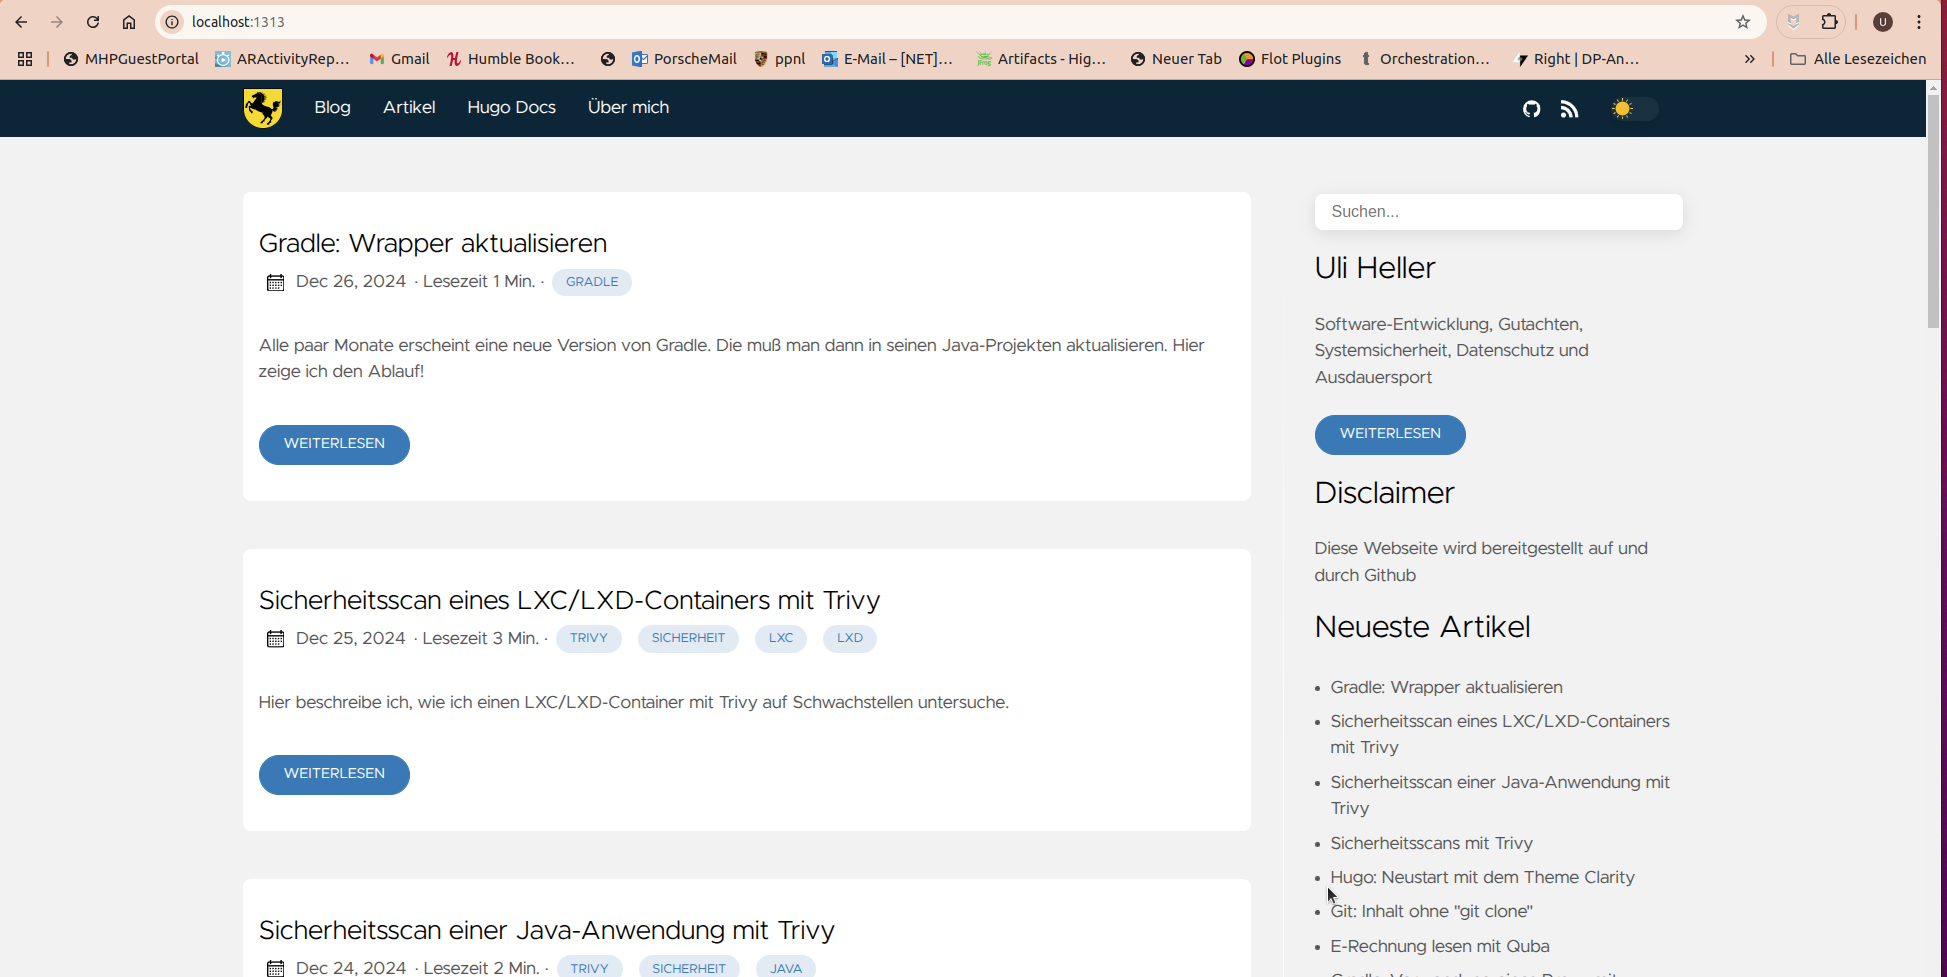 localhost:1313
U
MHPGuestPortal
ARActivityRep...
Gmail
Humble Book...
PorscheMail
ppnl
E-Mail – [NET]...
Artifacts - Hig...
Neuer Tab
Flot Plugins
Orchestration...
Right | DP-An...
»
Alle Lesezeichen
Blog
Artikel
Hugo Docs
Über mich
Gradle: Wrapper aktualisieren
Dec 26, 2024 · Lesezeit 1 Min. · GRADLE
Alle paar Monate erscheint eine neue Version von Gradle. Die muß man dann in seinen Java-Projekten aktualisieren. Hier
zeige ich den Ablauf!
WEITERLESEN
Sicherheitsscan eines LXC/LXD-Containers mit Trivy
Dec 25, 2024 · Lesezeit 3 Min. · TRIVY SICHERHEIT LXC LXD
Hier beschreibe ich, wie ich einen LXC/LXD-Container mit Trivy auf Schwachstellen untersuche.
WEITERLESEN
Sicherheitsscan einer Java-Anwendung mit Trivy
Dec 24, 2024 · Lesezeit 2 Min. · TRIVY SICHERHEIT JAVA
Suchen...
Uli Heller
Software-Entwicklung, Gutachten,
Systemsicherheit, Datenschutz und
Ausdauersport
WEITERLESEN
Disclaimer
Diese Webseite wird bereitgestellt auf und
durch Github
Neueste Artikel
Gradle: Wrapper aktualisieren
Sicherheitsscan eines LXC/LXD-Containers
mit Trivy
Sicherheitsscan einer Java-Anwendung mit
Trivy
Sicherheitsscans mit Trivy
Hugo: Neustart mit dem Theme Clarity
Git: Inhalt ohne "git clone"
E-Rechnung lesen mit Quba